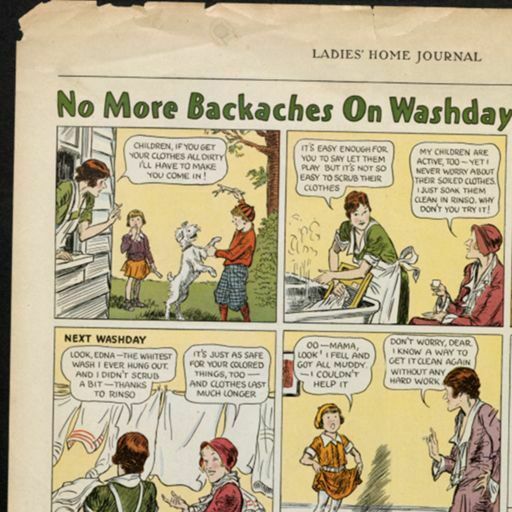 LADIES' HOME JOURNAL
No More Backaches On Washday
CHILDREN, IF YOU GET
YOUR CLOTHES ALL DIRTY
I'LL HAVE TO MAKE
YOU COME IN!
IT'S EASY ENOUGH FOR
YOU TO SAY LET THEM
PLAY BUT IT'S NOT SO
EASY TO SCRUB THEIR
CLOTHES
MY CHILDREN ARE
ACTIVE, TOO — YET I
NEVER WORRY ABOUT
THEIR SOILED CLOTHES.
I JUST SOAK THEM
CLEAN IN RINSO. WHY
DON'T YOU TRY IT!
NEXT WASHDAY
LOOK, EDNA — THE WHITEST
WASH I EVER HUNG OUT,
AND I DIDN'T SCRUB
A BIT — THANKS
TO RINSO
IT'S JUST AS SAFE
FOR YOUR COLORED
THINGS, TOO —
AND CLOTHES LAST
MUCH LONGER
OO — MAMA,
LOOK! I FELL AND
GOT ALL MUDDY.
— I COULDN'T
HELP IT
DON'T WORRY, DEAR.
I KNOW A WAY TO
GET IT CLEAN AGAIN
WITHOUT ANY
HARD WORK